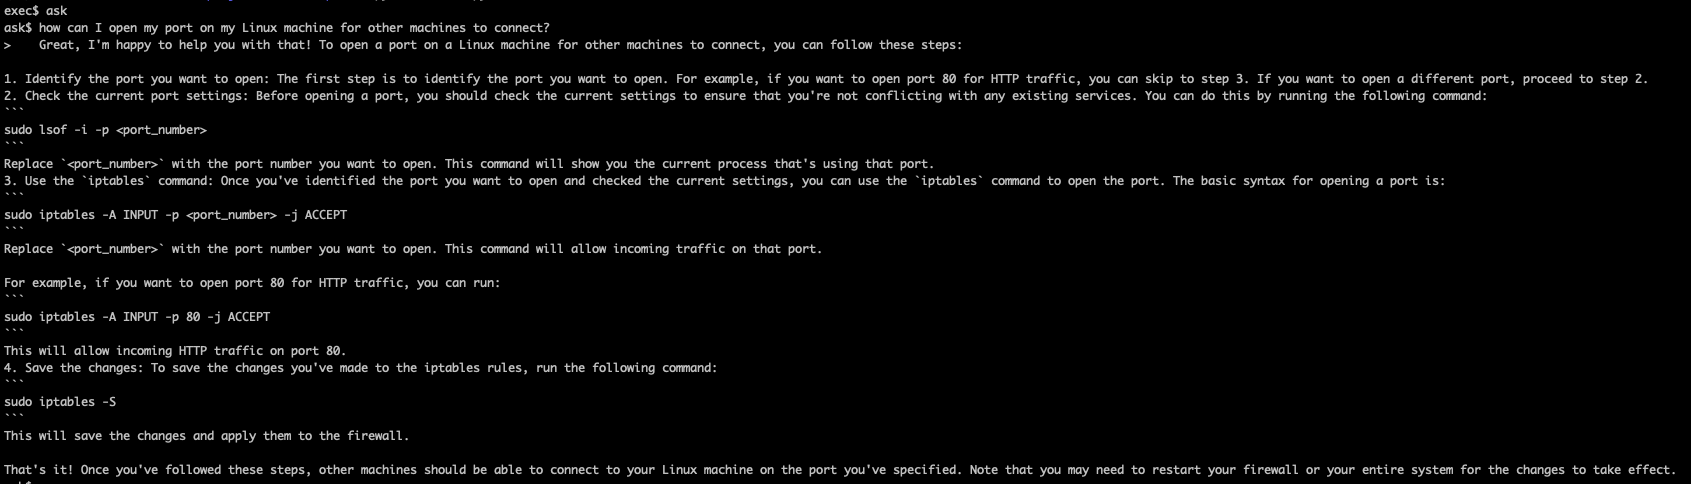 exec$ ask
ask$ how can I open my port on my Linux machine for other machines to connect?
>    Great, I'm happy to help you with that! To open a port on a Linux machine for other machines to connect, you can follow these steps:
1. Identify the port you want to open: The first step is to identify the port you want to open. For example, if you want to open port 80 for HTTP traffic, you can skip to step 3. If you want to open a different port, proceed to step 2.
2. Check the current port settings: Before opening a port, you should check the current settings to ensure that you're not conflicting with any existing services. You can do this by running the following command:
```
sudo lsof -i -p <port_number>
```
Replace `<port_number>` with the port number you want to open. This command will show you the current process that's using that port.
3. Use the `iptables` command: Once you've identified the port you want to open and checked the current settings, you can use the `iptables` command to open the port. The basic syntax for opening a port is:
```
sudo iptables -A INPUT -p <port_number> -j ACCEPT
```
Replace `<port_number>` with the port number you want to open. This command will allow incoming traffic on that port.
For example, if you want to open port 80 for HTTP traffic, you can run:
```
sudo iptables -A INPUT -p 80 -j ACCEPT
```
This will allow incoming HTTP traffic on port 80.
4. Save the changes: To save the changes you've made to the iptables rules, run the following command:
```
sudo iptables -S
```
This will save the changes and apply them to the firewall.
That's it! Once you've followed these steps, other machines should be able to connect to your Linux machine on the port you've specified. Note that you may need to restart your firewall or your entire system for the changes to take effect.